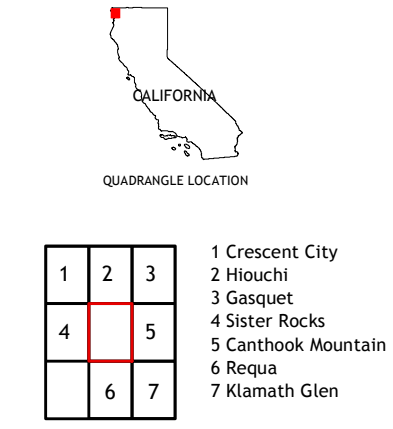 CALIFORNIA
QUADRANGLE LOCATION
1 2 3
4 5
6 7
1 Crescent City
2 Hiouchi
3 Gasquet
4 Sister Rocks
5 Canthook Mountain
6 Requa
7 Klamath Glen